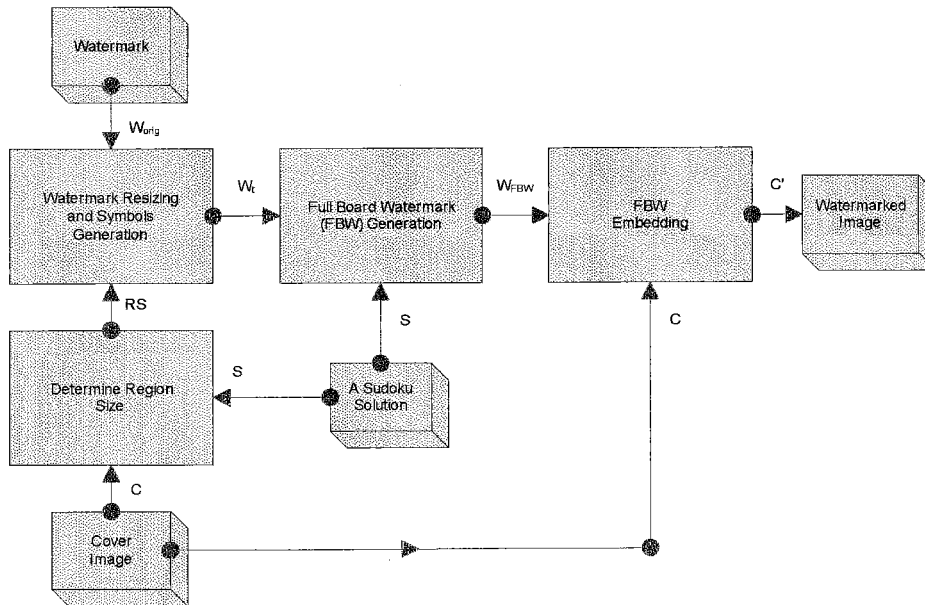 Watermark
W_orig
Watermark Resizing
and Symbols
Generation
W_t
Full Board Watermark
(FBW) Generation
W_FBW
FBW
Embedding
C'
Watermarked
Image
RS
S
C
Determine Region
Size
S
A Sudoku
Solution
C
Cover
Image